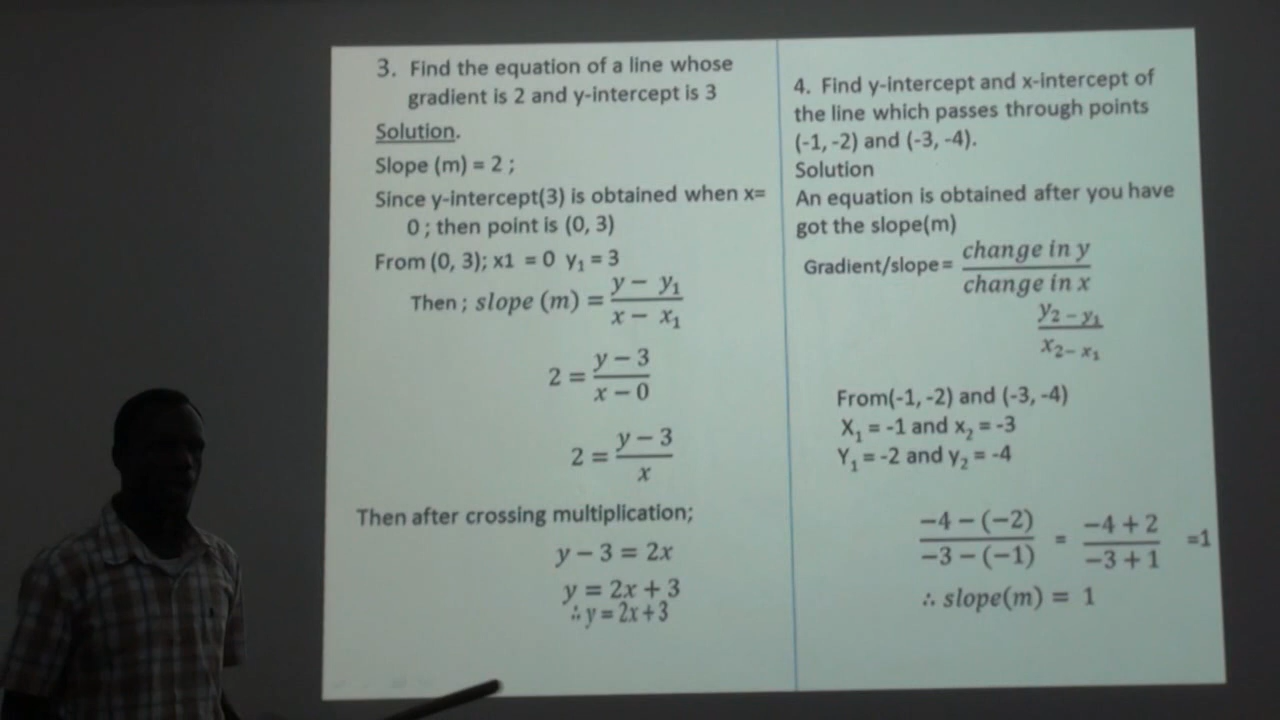 3. Find the equation of a line whose
gradient is 2 and y-intercept is 3
Solution.
Slope (m) = 2 ;
Since y-intercept(3) is obtained when x=
0 ; then point is (0, 3)
From (0, 3); x1 = 0 y₁ = 3
Then ; slope (m) = y − y₁ / x − x₁
2 = y − 3 / x − 0
2 = y − 3 / x
Then after crossing multiplication;
y − 3 = 2x
y = 2x + 3
∴ y = 2x + 3
4. Find y-intercept and x-intercept of
the line which passes through points
(-1, -2) and (-3, -4).
Solution
An equation is obtained after you have
got the slope(m)
Gradient/slope= change in y / change in x
y₂ − y₁ / x₂ − x₁
From(-1, -2) and (-3, -4)
X₁ = -1 and x₂ = -3
Y₁ = -2 and y₂ = -4
−4 − (−2) / −3 − (−1) = −4 + 2 / −3 + 1 =1
∴ slope(m) = 1